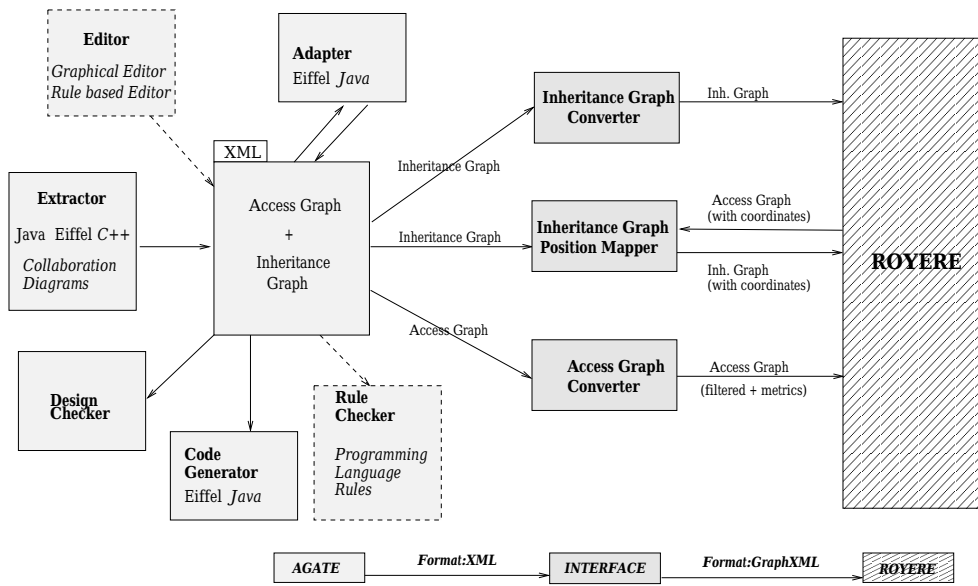 Editor
Graphical Editor
Rule based Editor
Adapter
Eiffel Java
XML
Extractor
Java Eiffel C++
Collaboration
Diagrams
Access Graph
+
Inheritance
Graph
Inheritance Graph
Inheritance Graph
Access Graph
Inheritance Graph
Converter
Inh. Graph
Inheritance Graph
Position Mapper
Access Graph
(with coordinates)
Inh. Graph
(with coordinates)
Access Graph
Converter
Access Graph
(filtered + metrics)
ROYERE
Design
Checker
Code
Generator
Eiffel Java
Rule
Checker
Programming
Language
Rules
AGATE
Format:XML
INTERFACE
Format:GraphXML
ROYERE